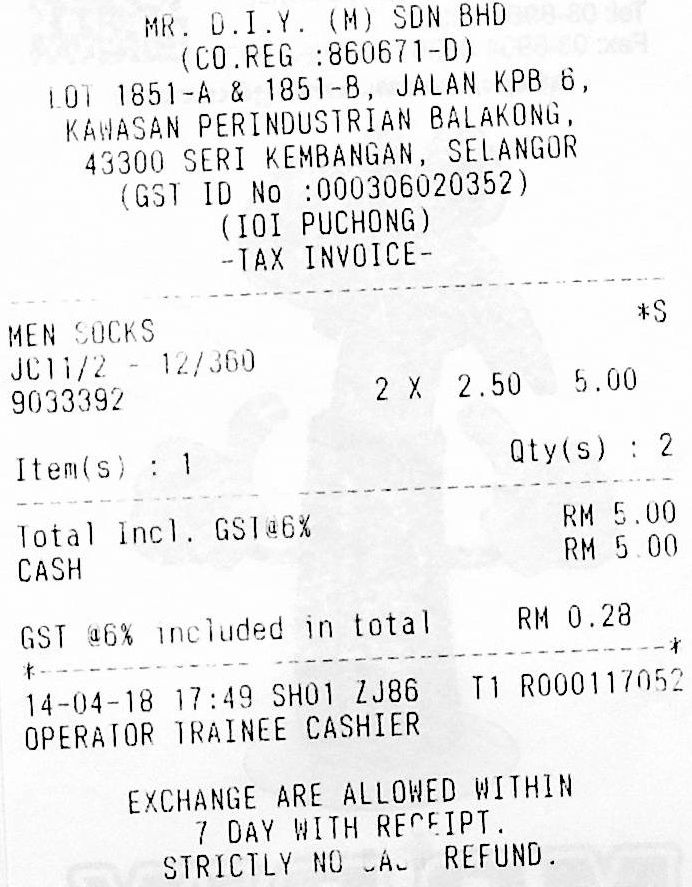 MR. D.I.Y. (M) SDN BHD
(CO.REG :860671-D)
LOT 1851-A & 1851-B, JALAN KPB 6,
KAWASAN PERINDUSTRIAN BALAKONG,
43300 SERI KEMBANGAN, SELANGOR
(GST ID No :000306020352)
(IOI PUCHONG)
-TAX INVOICE-
MEN SOCKS *S
JC11/2 - 12/360
9033392 2 X 2.50 5.00
Item(s) : 1 Qty(s) : 2
Total Incl. GST@6% RM 5.00
CASH RM 5.00
GST @6% included in total RM 0.28
14-04-18 17:49 SH01 ZJ86 T1 R000117052
OPERATOR TRAINEE CASHIER
EXCHANGE ARE ALLOWED WITHIN
7 DAY WITH RECEIPT.
STRICTLY NO CASH REFUND.